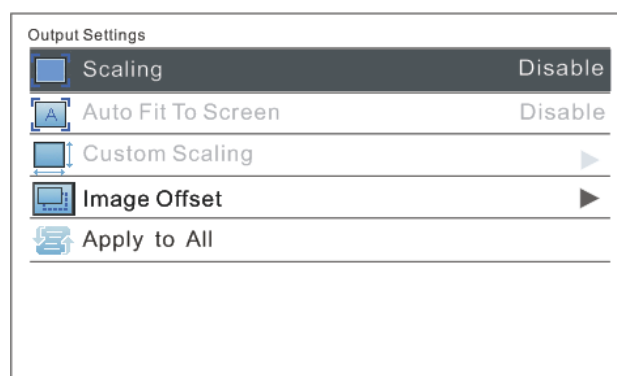 Output Settings
Scaling Disable
Auto Fit To Screen Disable
Custom Scaling
Image Offset
Apply to All